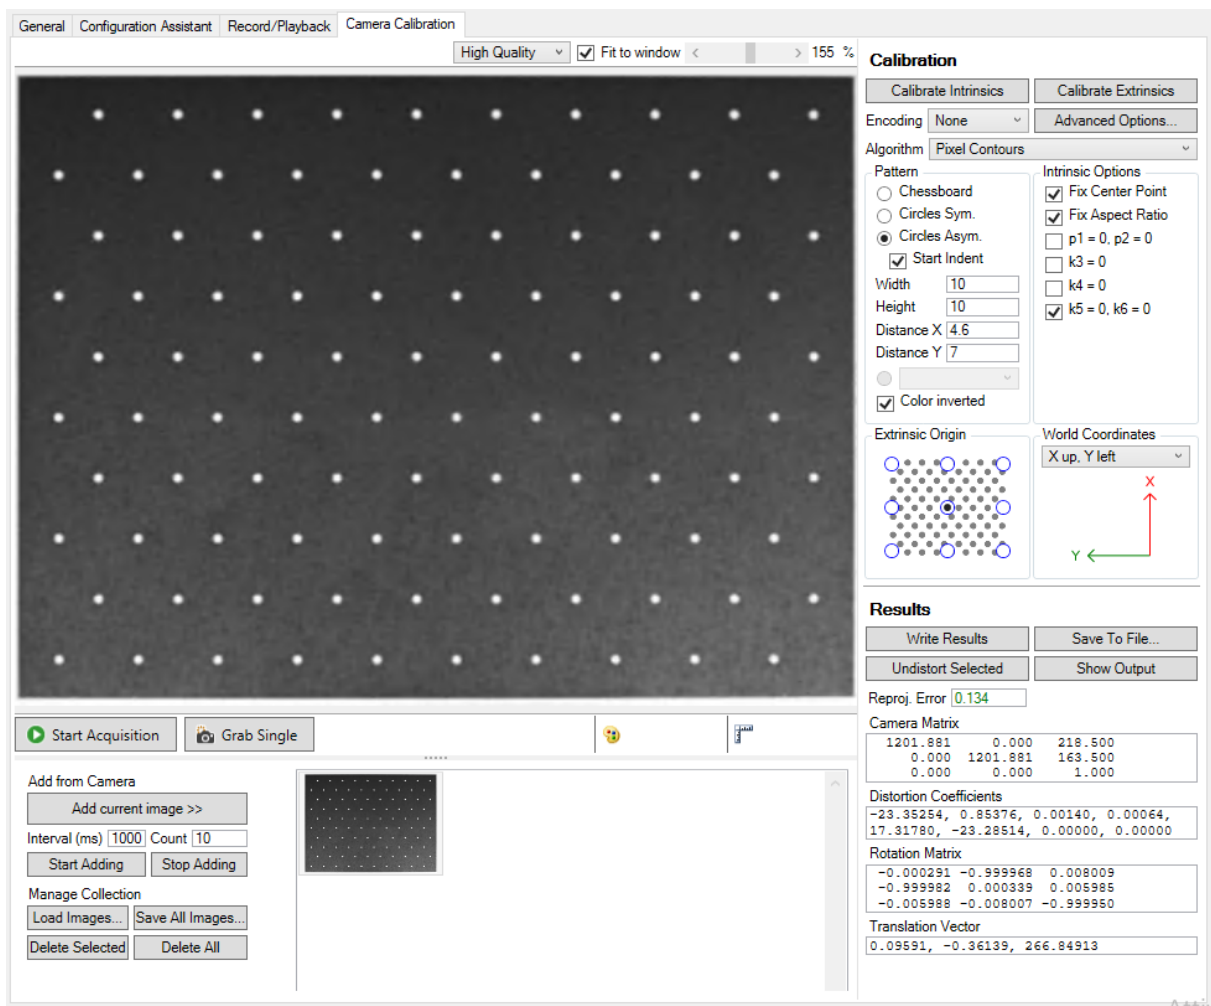 General Configuration Assistant Record/Playback Camera Calibration
High Quality Fit to window 155 %
Calibration
Calibrate Intrinsics Calibrate Extrinsics
Encoding None Advanced Options...
Algorithm Pixel Contours
Pattern Intrinsic Options
Chessboard Fix Center Point
Circles Sym. Fix Aspect Ratio
Circles Asym. p1 = 0, p2 = 0
Start Indent k3 = 0
Width 10 k4 = 0
Height 10 k5 = 0, k6 = 0
Distance X 4.6
Distance Y 7
Color inverted
Extrinsic Origin World Coordinates
X up, Y left
X
Y
Results
Write Results Save To File...
Undistort Selected Show Output
Reproj. Error 0.134
Camera Matrix
1201.881 0.000 218.500
0.000 1201.881 163.500
0.000 0.000 1.000
Distortion Coefficients
-23.35254, 0.85376, 0.00140, 0.00064,
17.31780, -23.28514, 0.00000, 0.00000
Rotation Matrix
-0.000291 -0.999968 0.008009
-0.999982 0.000339 0.005985
-0.005988 -0.008007 -0.999950
Translation Vector
0.09591, -0.36139, 266.84913
Start Acquisition Grab Single
Add from Camera
Add current image >>
Interval (ms) 1000 Count 10
Start Adding Stop Adding
Manage Collection
Load Images... Save All Images...
Delete Selected Delete All